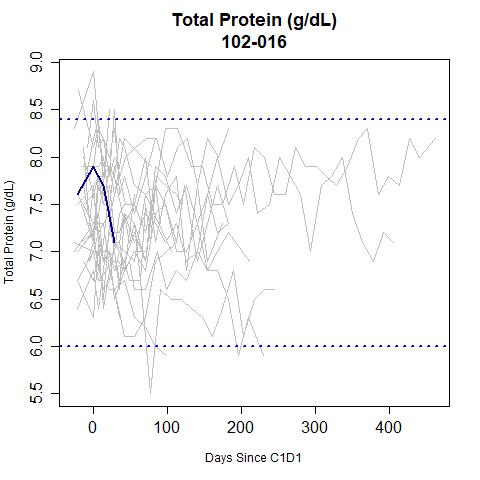 Total Protein (g/dL)
102-016
Total Protein (g/dL)
9.0
8.5
8.0
7.5
7.0
6.5
6.0
5.5
0 100 200 300 400
Days Since C1D1